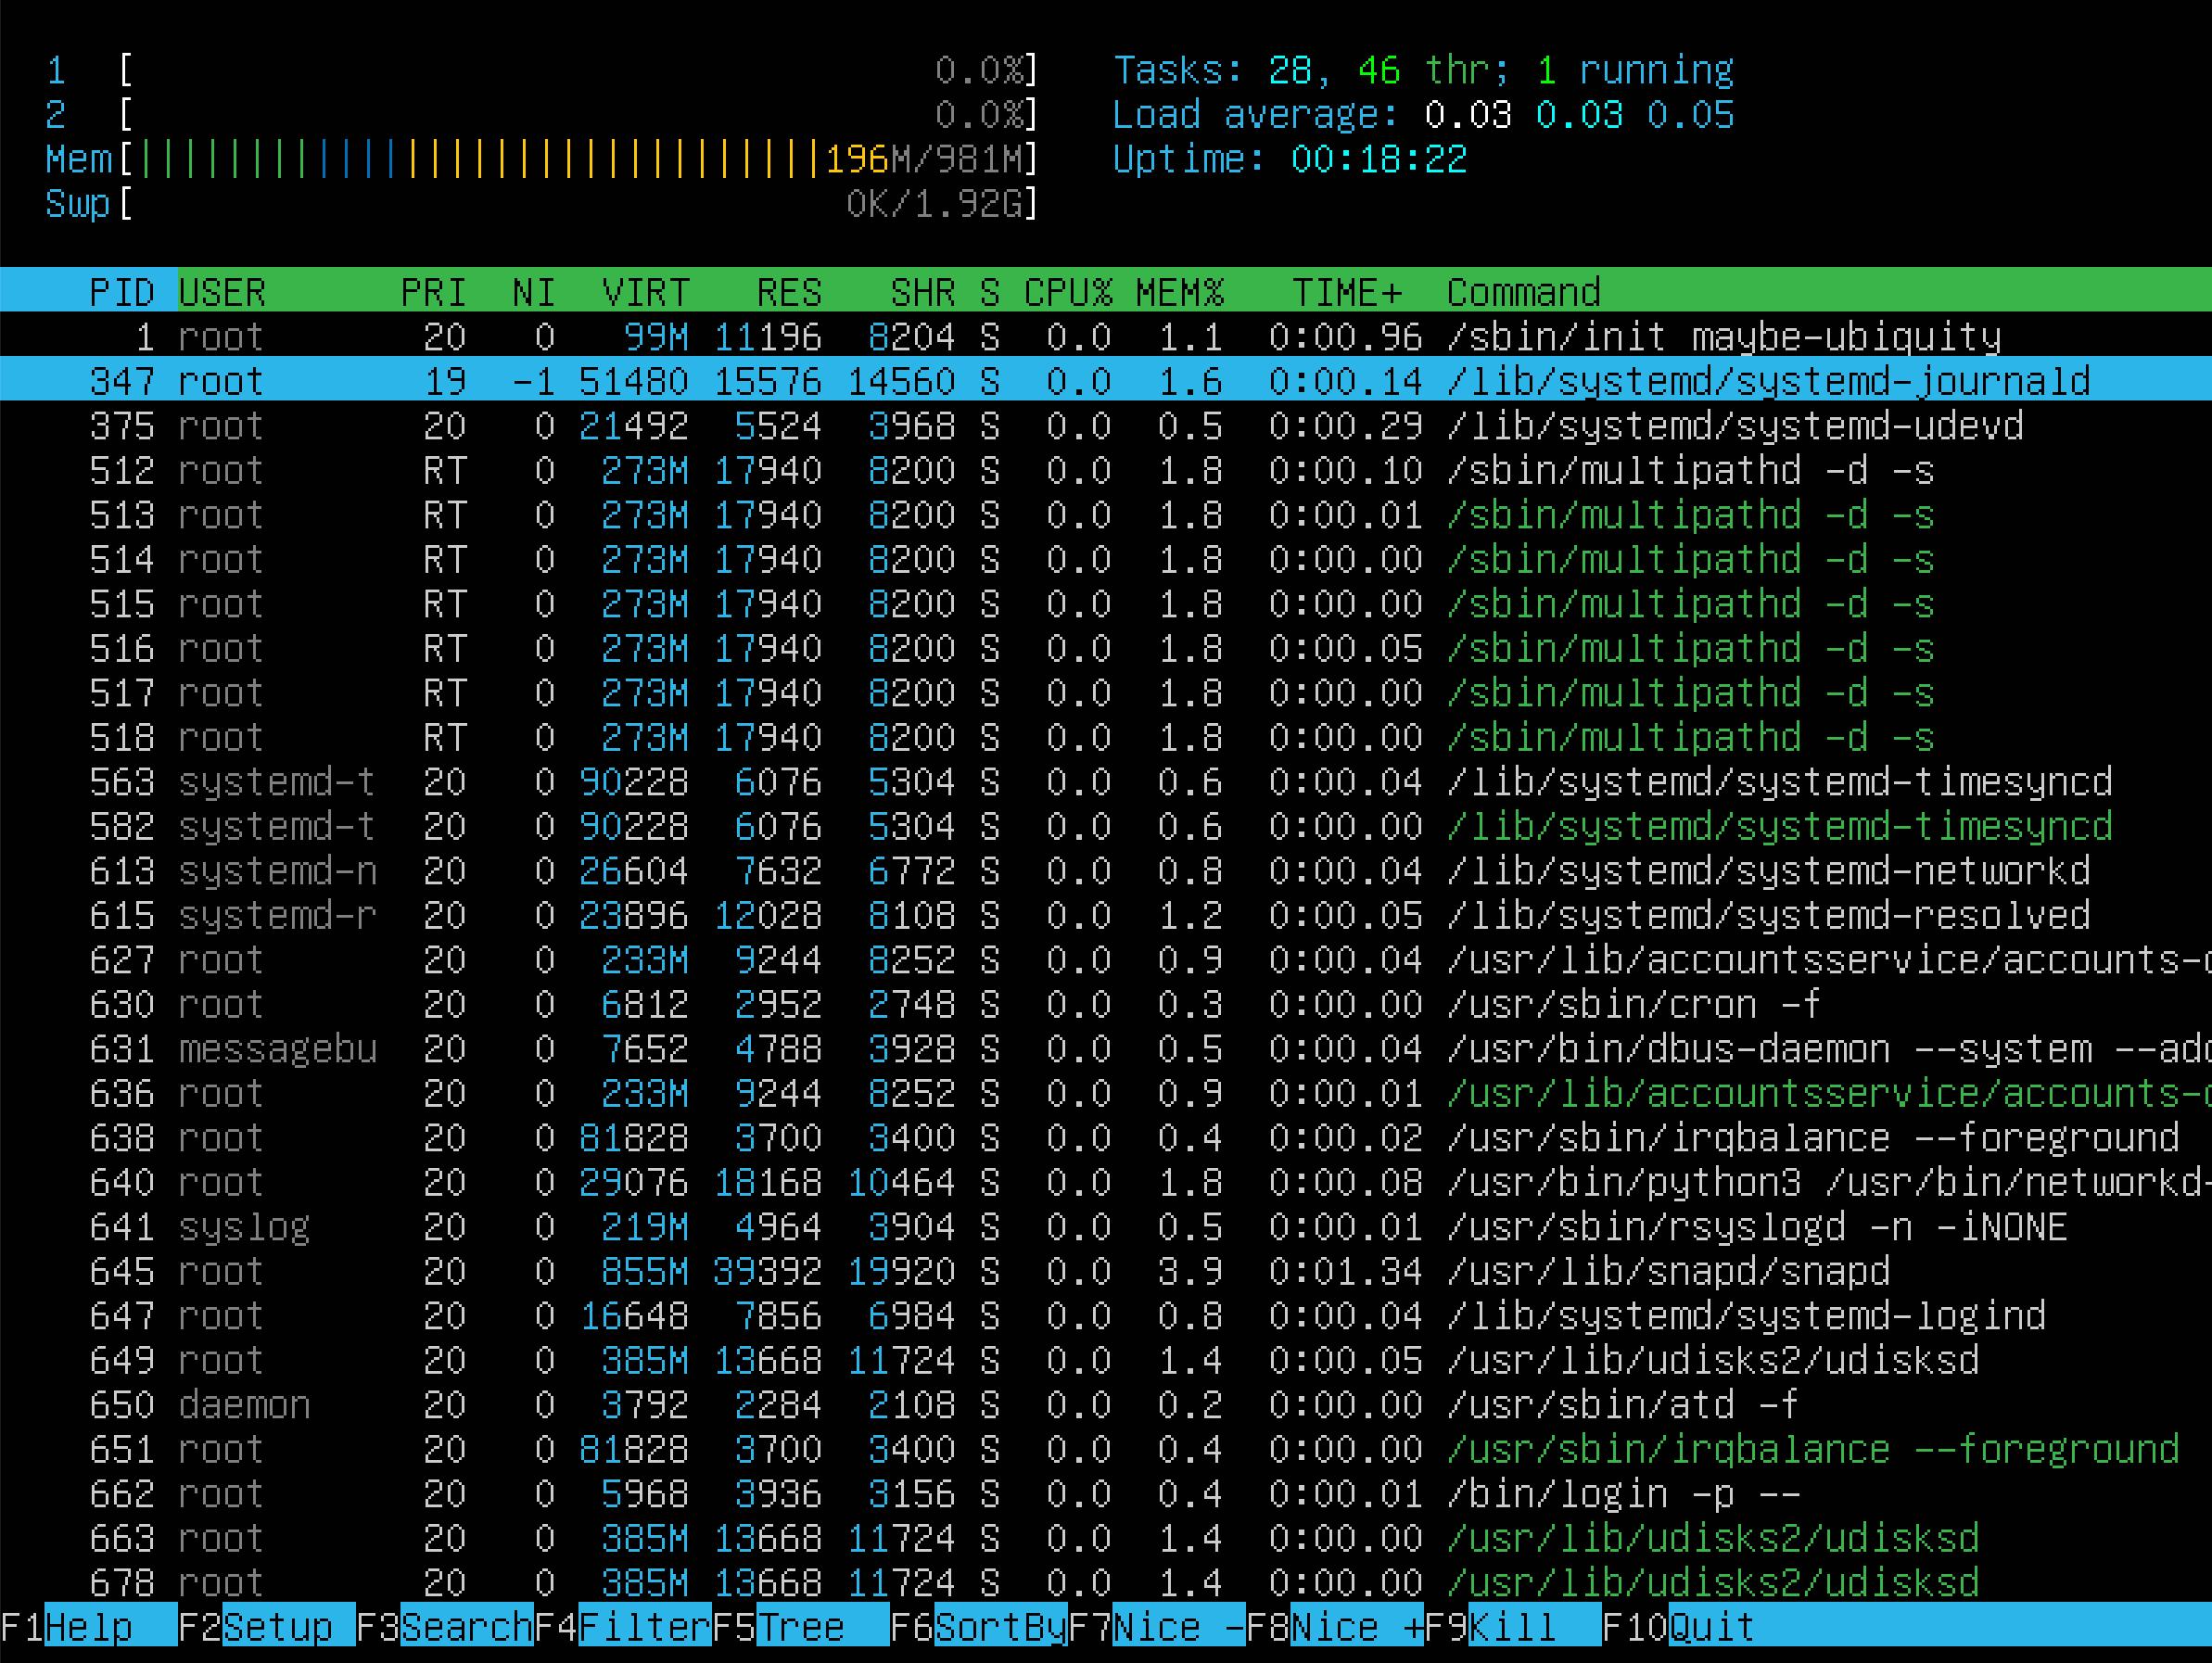 1 [ 0.0%] Tasks: 28, 46 thr; 1 running
2 [ 0.0%] Load average: 0.03 0.03 0.05
Mem[|||||||||||||||||||||||||||||||196M/981M] Uptime: 00:18:22
Swp[ 0K/1.92G]
PID USER PRI NI VIRT RES SHR S CPU% MEM% TIME+ Command
1 root 20 0 99M 11196 8204 S 0.0 1.1 0:00.96 /sbin/init maybe-ubiquity
347 root 19 -1 51480 15576 14560 S 0.0 1.6 0:00.14 /lib/systemd/systemd-journald
375 root 20 0 21492 5524 3968 S 0.0 0.5 0:00.29 /lib/systemd/systemd-udevd
512 root RT 0 273M 17940 8200 S 0.0 1.8 0:00.10 /sbin/multipathd -d -s
513 root RT 0 273M 17940 8200 S 0.0 1.8 0:00.01 /sbin/multipathd -d -s
514 root RT 0 273M 17940 8200 S 0.0 1.8 0:00.00 /sbin/multipathd -d -s
515 root RT 0 273M 17940 8200 S 0.0 1.8 0:00.00 /sbin/multipathd -d -s
516 root RT 0 273M 17940 8200 S 0.0 1.8 0:00.05 /sbin/multipathd -d -s
517 root RT 0 273M 17940 8200 S 0.0 1.8 0:00.00 /sbin/multipathd -d -s
518 root RT 0 273M 17940 8200 S 0.0 1.8 0:00.00 /sbin/multipathd -d -s
563 systemd-t 20 0 90228 6076 5304 S 0.0 0.6 0:00.04 /lib/systemd/systemd-timesyncd
582 systemd-t 20 0 90228 6076 5304 S 0.0 0.6 0:00.00 /lib/systemd/systemd-timesyncd
613 systemd-n 20 0 26604 7632 6772 S 0.0 0.8 0:00.04 /lib/systemd/systemd-networkd
615 systemd-r 20 0 23896 12028 8108 S 0.0 1.2 0:00.05 /lib/systemd/systemd-resolved
627 root 20 0 233M 9244 8252 S 0.0 0.9 0:00.04 /usr/lib/accountsservice/accounts-d
630 root 20 0 6812 2952 2748 S 0.0 0.3 0:00.00 /usr/sbin/cron -f
631 messagebu 20 0 7652 4788 3928 S 0.0 0.5 0:00.04 /usr/bin/dbus-daemon --system --add
636 root 20 0 233M 9244 8252 S 0.0 0.9 0:00.01 /usr/lib/accountsservice/accounts-d
638 root 20 0 81828 3700 3400 S 0.0 0.4 0:00.02 /usr/sbin/irqbalance --foreground
640 root 20 0 29076 18168 10464 S 0.0 1.8 0:00.08 /usr/bin/python3 /usr/bin/networkd-
641 syslog 20 0 219M 4964 3904 S 0.0 0.5 0:00.01 /usr/sbin/rsyslogd -n -iNONE
645 root 20 0 855M 39392 19920 S 0.0 3.9 0:01.34 /usr/lib/snapd/snapd
647 root 20 0 16648 7856 6984 S 0.0 0.8 0:00.04 /lib/systemd/systemd-logind
649 root 20 0 385M 13668 11724 S 0.0 1.4 0:00.05 /usr/lib/udisks2/udisksd
650 daemon 20 0 3792 2284 2108 S 0.0 0.2 0:00.00 /usr/sbin/atd -f
651 root 20 0 81828 3700 3400 S 0.0 0.4 0:00.00 /usr/sbin/irqbalance --foreground
662 root 20 0 5968 3936 3156 S 0.0 0.4 0:00.01 /bin/login -p --
663 root 20 0 385M 13668 11724 S 0.0 1.4 0:00.00 /usr/lib/udisks2/udisksd
678 root 20 0 385M 13668 11724 S 0.0 1.4 0:00.00 /usr/lib/udisks2/udisksd
F1Help F2Setup F3SearchF4FilterF5Tree F6SortByF7Nice -F8Nice +F9Kill F10Quit